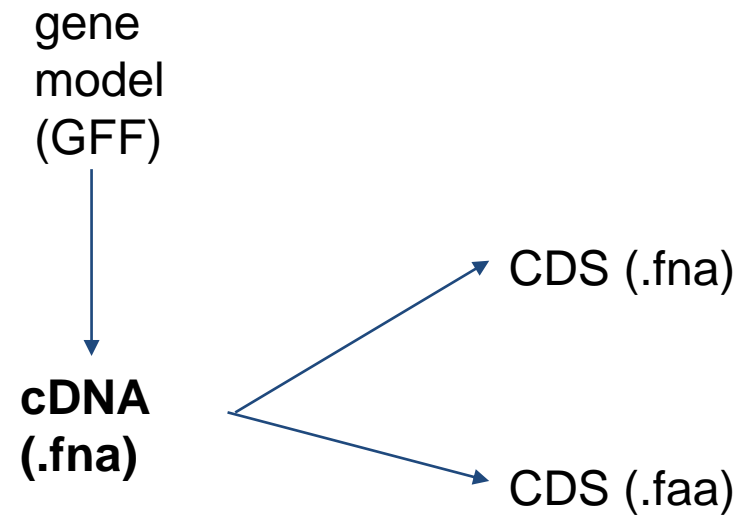 gene
model
(GFF)
CDS (.fna)
cDNA
(.fna)
CDS (.faa)